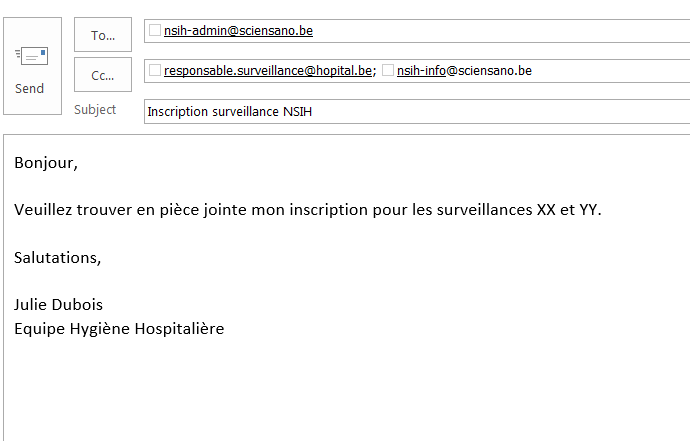 To...
nsih-admin@sciensano.be
Send
Cc...
responsable.surveillance@hopital.be; nsih-info@sciensano.be
Subject
Inscription surveillance NSIH
Bonjour,
Veuillez trouver en pièce jointe mon inscription pour les surveillances XX et YY.
Salutations,
Julie Dubois
Equipe Hygiène Hospitalière